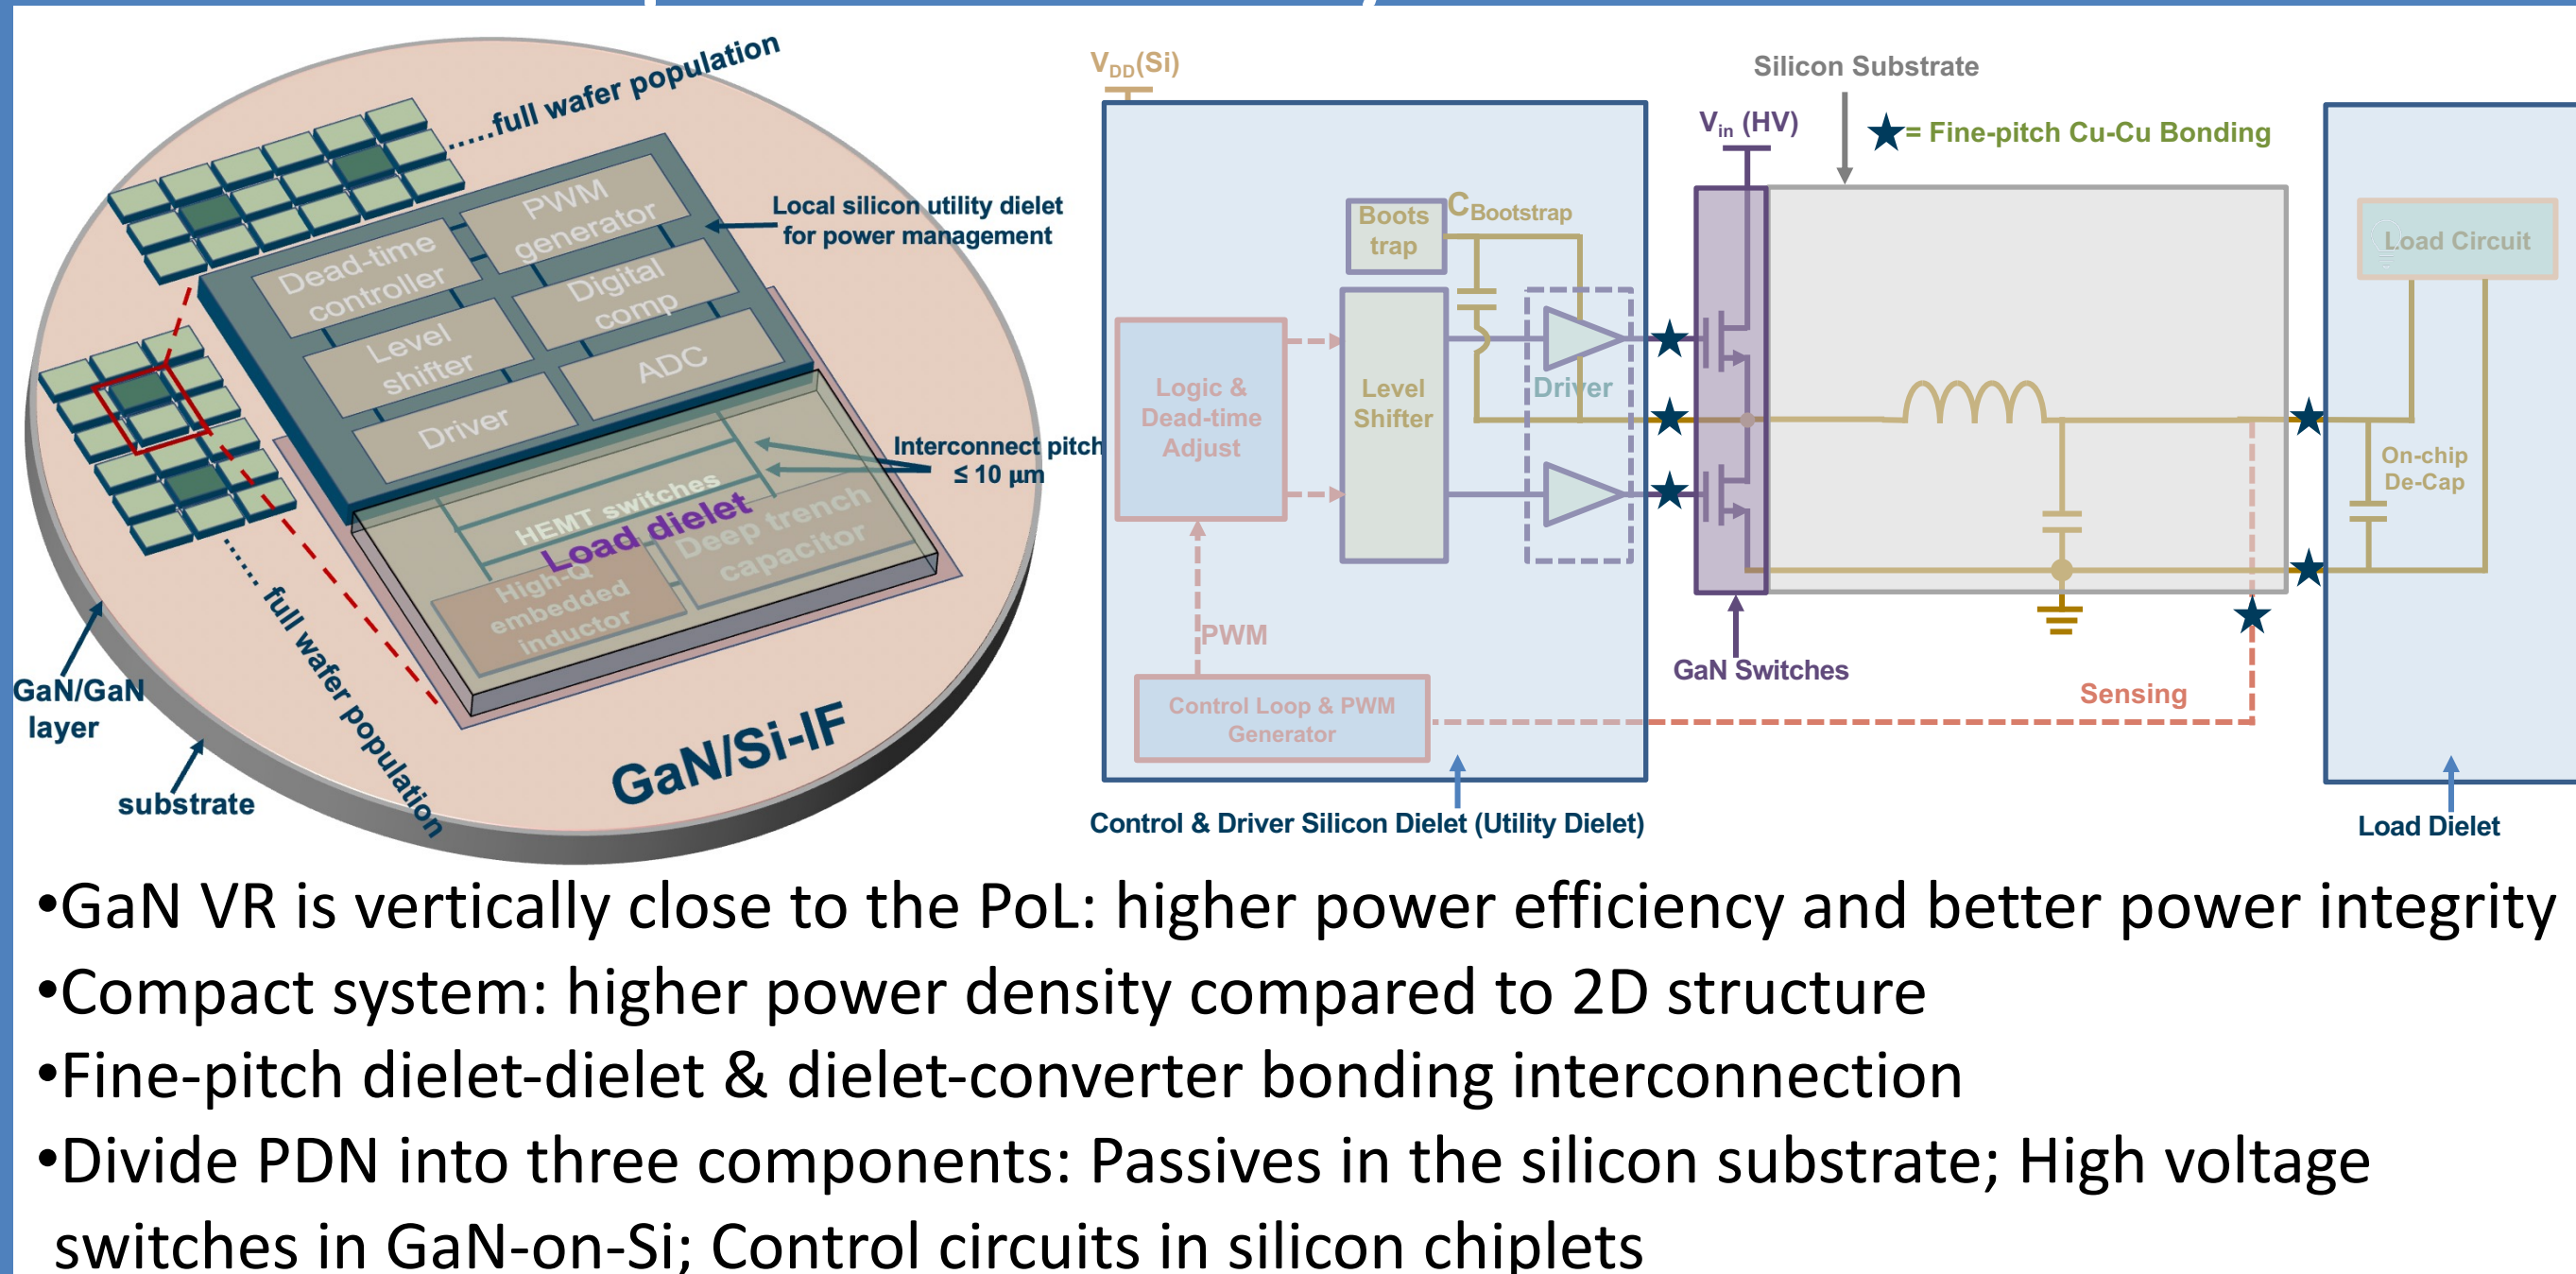 .....full wafer population
PWM
generator
Dead-time
controller
Digital
comp
Level
shifter
ADC
Driver
Local silicon utility dielet
for power management
Interconnect pitch
≤ 10 µm
HEMT switches
Load dielet
Deep trench
capacitor
High-Q
embedded
inductor
...... full wafer population
GaN/GaN
layer
substrate
GaN/Si-IF
V_DD(Si)
Silicon Substrate
V_in (HV)
★= Fine-pitch Cu-Cu Bonding
Boots
trap
C_Bootstrap
Load Circuit
Logic &
Dead-time
Adjust
Level
Shifter
Driver
On-chip
De-Cap
PWM
GaN Switches
Sensing
Control Loop & PWM
Generator
Control & Driver Silicon Dielet (Utility Dielet)
Load Dielet
•GaN VR is vertically close to the PoL: higher power efficiency and better power integrity
•Compact system: higher power density compared to 2D structure
•Fine-pitch dielet-dielet & dielet-converter bonding interconnection
•Divide PDN into three components: Passives in the silicon substrate; High voltage
switches in GaN-on-Si; Control circuits in silicon chiplets